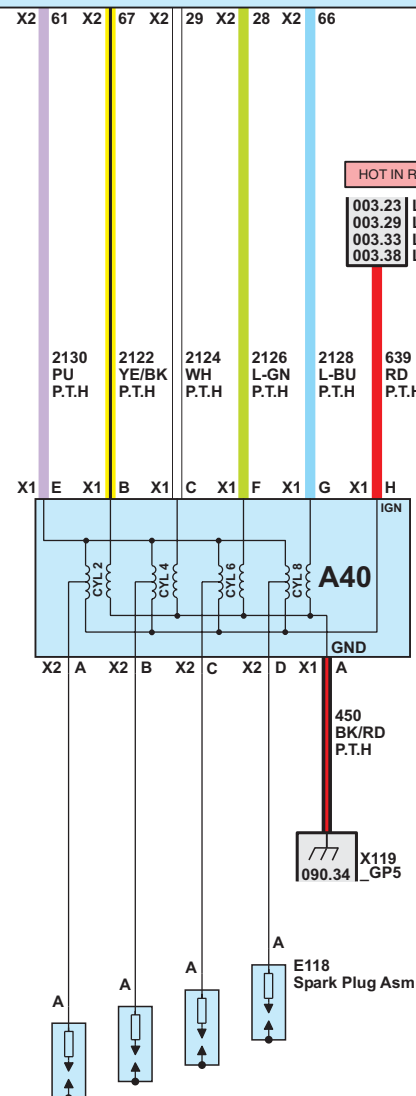 X2 61 X2 67 X2 29 X2 28 X2 66
HOT IN R
003.23 L
003.29 L
003.33 L
003.38 L
2130 2122 2124 2126 2128 639
PU YE/BK WH L-GN L-BU RD
P.T.H P.T.H P.T.H P.T.H P.T.H P.T.H
X1 E X1 B X1 C X1 F X1 G X1 H
IGN
CYL 2 CYL 4 CYL 6 CYL 8 A40
GND
X2 A X2 B X2 C X2 D X1 A
450
BK/RD
P.T.H
X119
090.34 _GP5
A
E118
A
Spark Plug Asm
A
A